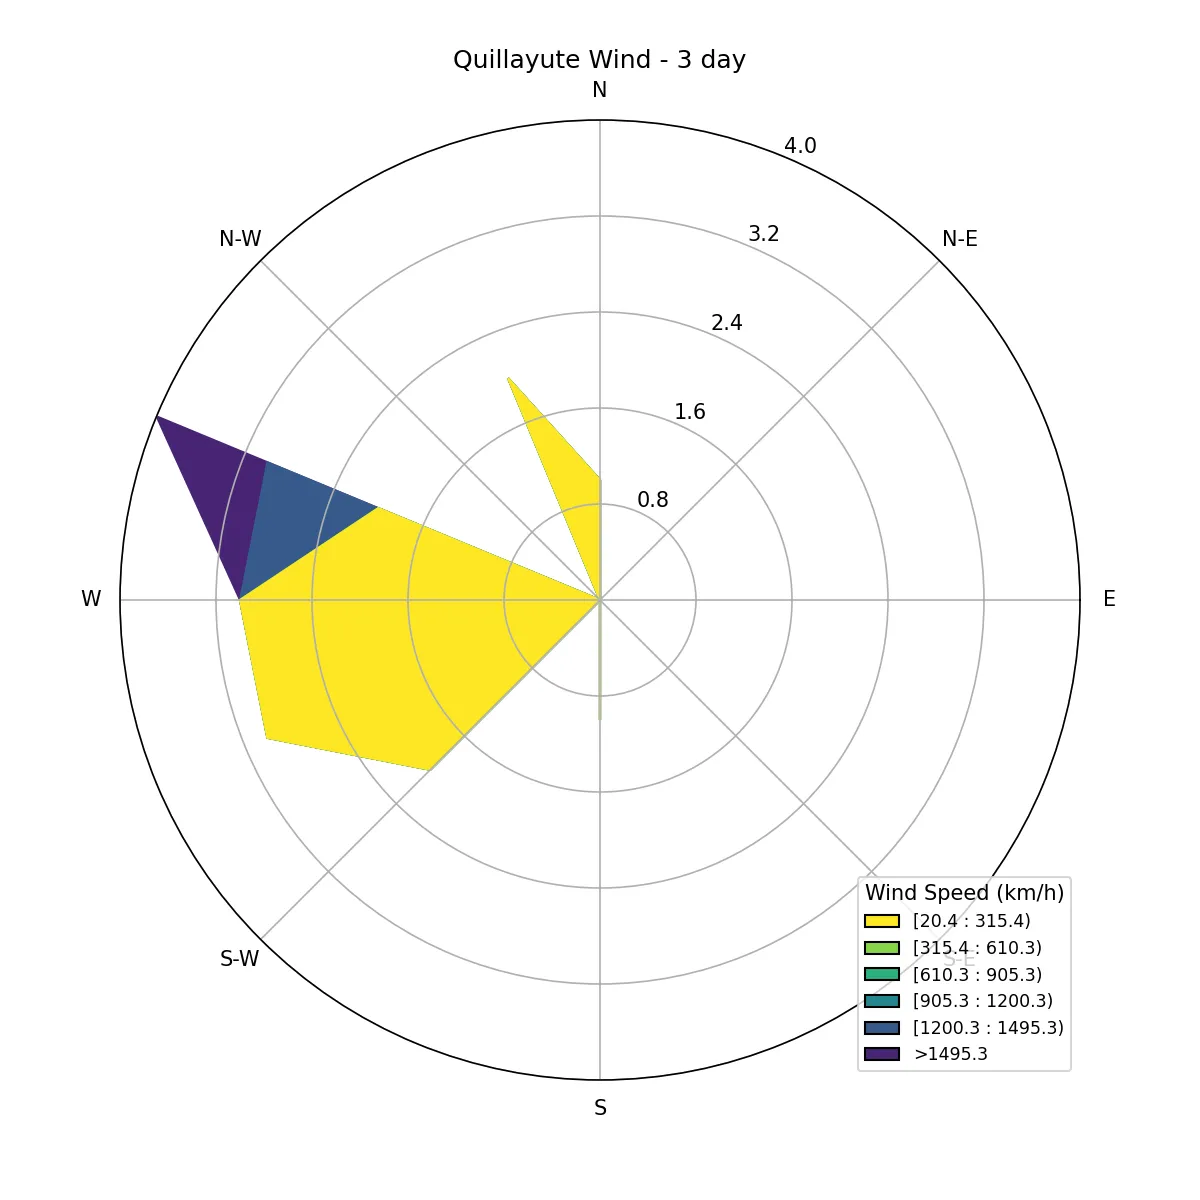 Quillayute Wind - 3 day
N
4.0
N-W
3.2
N-E
2.4
1.6
0.8
W
E
Wind Speed (km/h)
[20.4 : 315.4)
[315.4 : 610.3)
S-W
S-E
[610.3 : 905.3)
[905.3 : 1200.3)
[1200.3 : 1495.3)
>1495.3
S